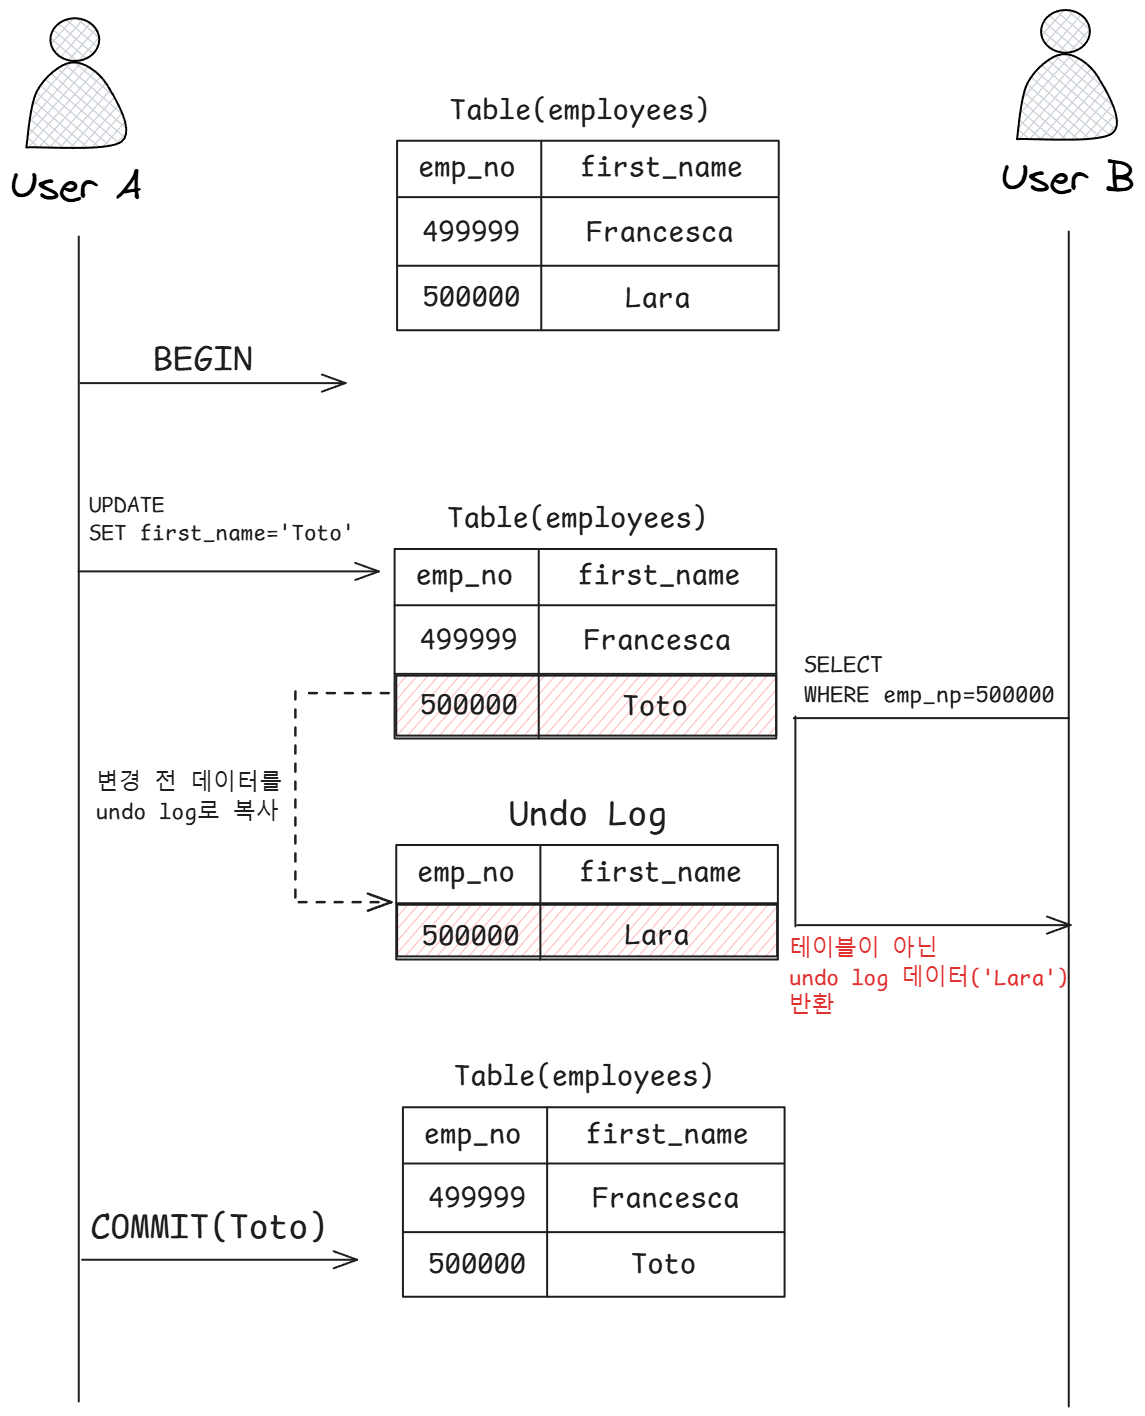 User A
User B
Table(employees)
emp_no first_name
499999 Francesca
500000 Lara
BEGIN
UPDATE
SET first_name='Toto'
Table(employees)
emp_no first_name
499999 Francesca
500000 Toto
SELECT
WHERE emp_np=500000
변경 전 데이터를
undo log로 복사
Undo Log
emp_no first_name
500000 Lara
테이블이 아닌
undo log 데이터('Lara')
반환
Table(employees)
emp_no first_name
499999 Francesca
500000 Toto
COMMIT(Toto)